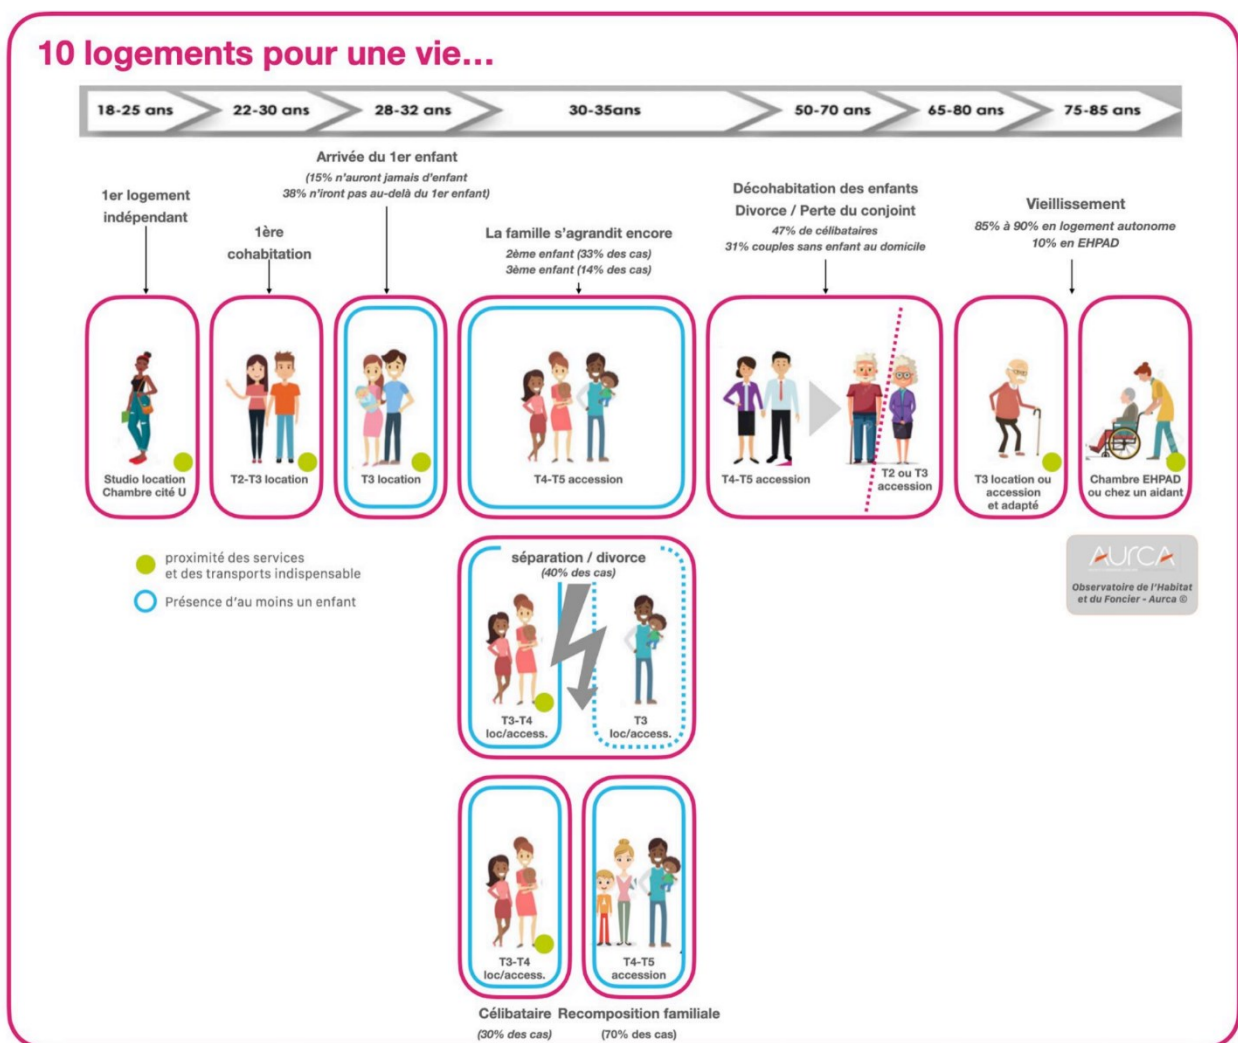 10 logements pour une vie...
18-25 ans
22-30 ans
28-32 ans
30-35ans
50-70 ans
65-80 ans
75-85 ans
1er logement
indépendant
1ère
cohabitation
Arrivée du 1er enfant
(15% n'auront jamais d'enfant
38% n'iront pas au-delà du 1er enfant)
La famille s'agrandit encore
2ème enfant (33% des cas)
3ème enfant (14% des cas)
Décohabitation des enfants
Divorce / Perte du conjoint
47% de célibataires
31% couples sans enfant au domicile
Vieillissement
85% à 90% en logement autonome
10% en EHPAD
Studio location
Chambre cité U
T2-T3 location
T3 location
T4-T5 accession
T4-T5 accession
T2 ou T3
accession
T3 location ou
accession
et adapté
Chambre EHPAD
ou chez un aidant
proximité des services
et des transports indispensable
Présence d'au moins un enfant
séparation / divorce
(40% des cas)
T3-T4
loc/access.
T3
loc/access.
AURCA
Observatoire de l'Habitat
et du Foncier - Aurca ©
T3-T4
loc/access.
T4-T5
accession
Célibataire
(30% des cas)
Recomposition familiale
(70% des cas)